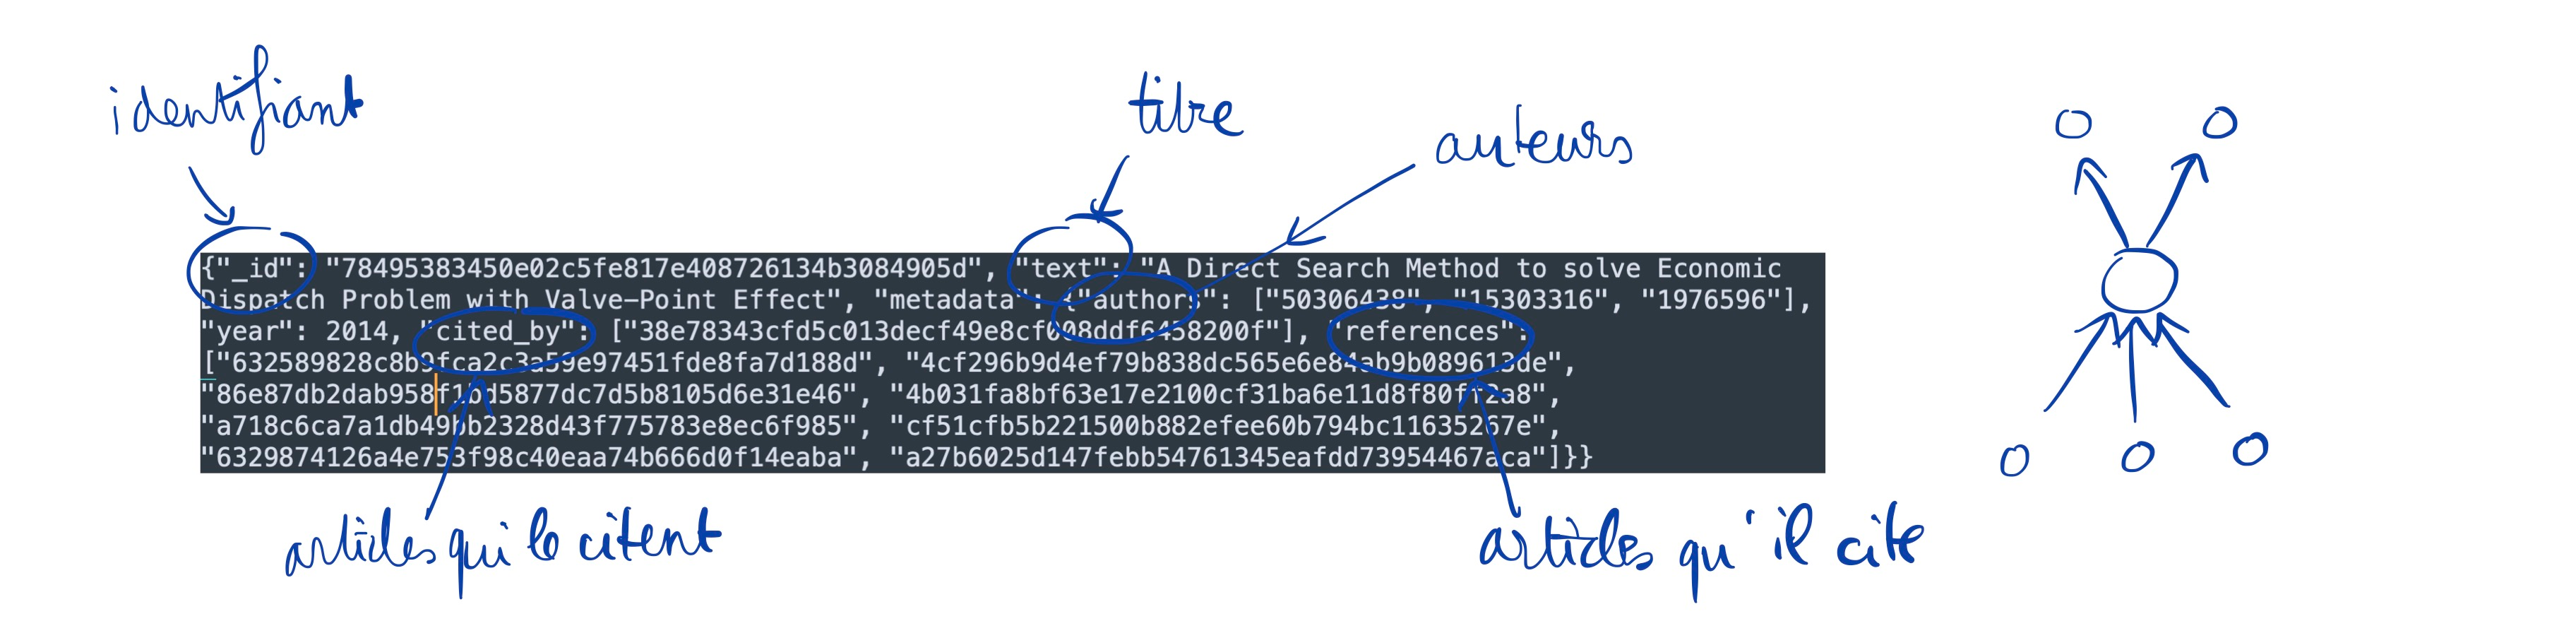 identifiant
titre
auteurs
{"_id": "78495383450e02c5fe817e408726134b3084905d", "text": "A Direct Search Method to solve Economic
Dispatch Problem with Valve-Point Effect", "metadata": {"authors": ["50306438", "15303316", "1976596"],
"year": 2014, "cited_by": ["38e78343cfd5c013decf49e8cf008ddf6458200f"], "references":
["632589828c8b9fca2c3a59e97451fde8fa7d188d", "4cf296b9d4ef79b838dc565e6e84ab9b089613de",
"86e87db2dab958f1bd5877dc7d5b8105d6e31e46", "4b031fa8bf63e17e2100cf31ba6e11d8f80ff2a8",
"a718c6ca7a1db49bb2328d43f775783e8ec6f985", "cf51cfb5b221500b882efee60b794bc11635267e",
"6329874126a4e753f98c40eaa74b666d0f14eaba", "a27b6025d147febb54761345eafdd73954467aca"]}}
articles qui le citent
articles qu'il cite